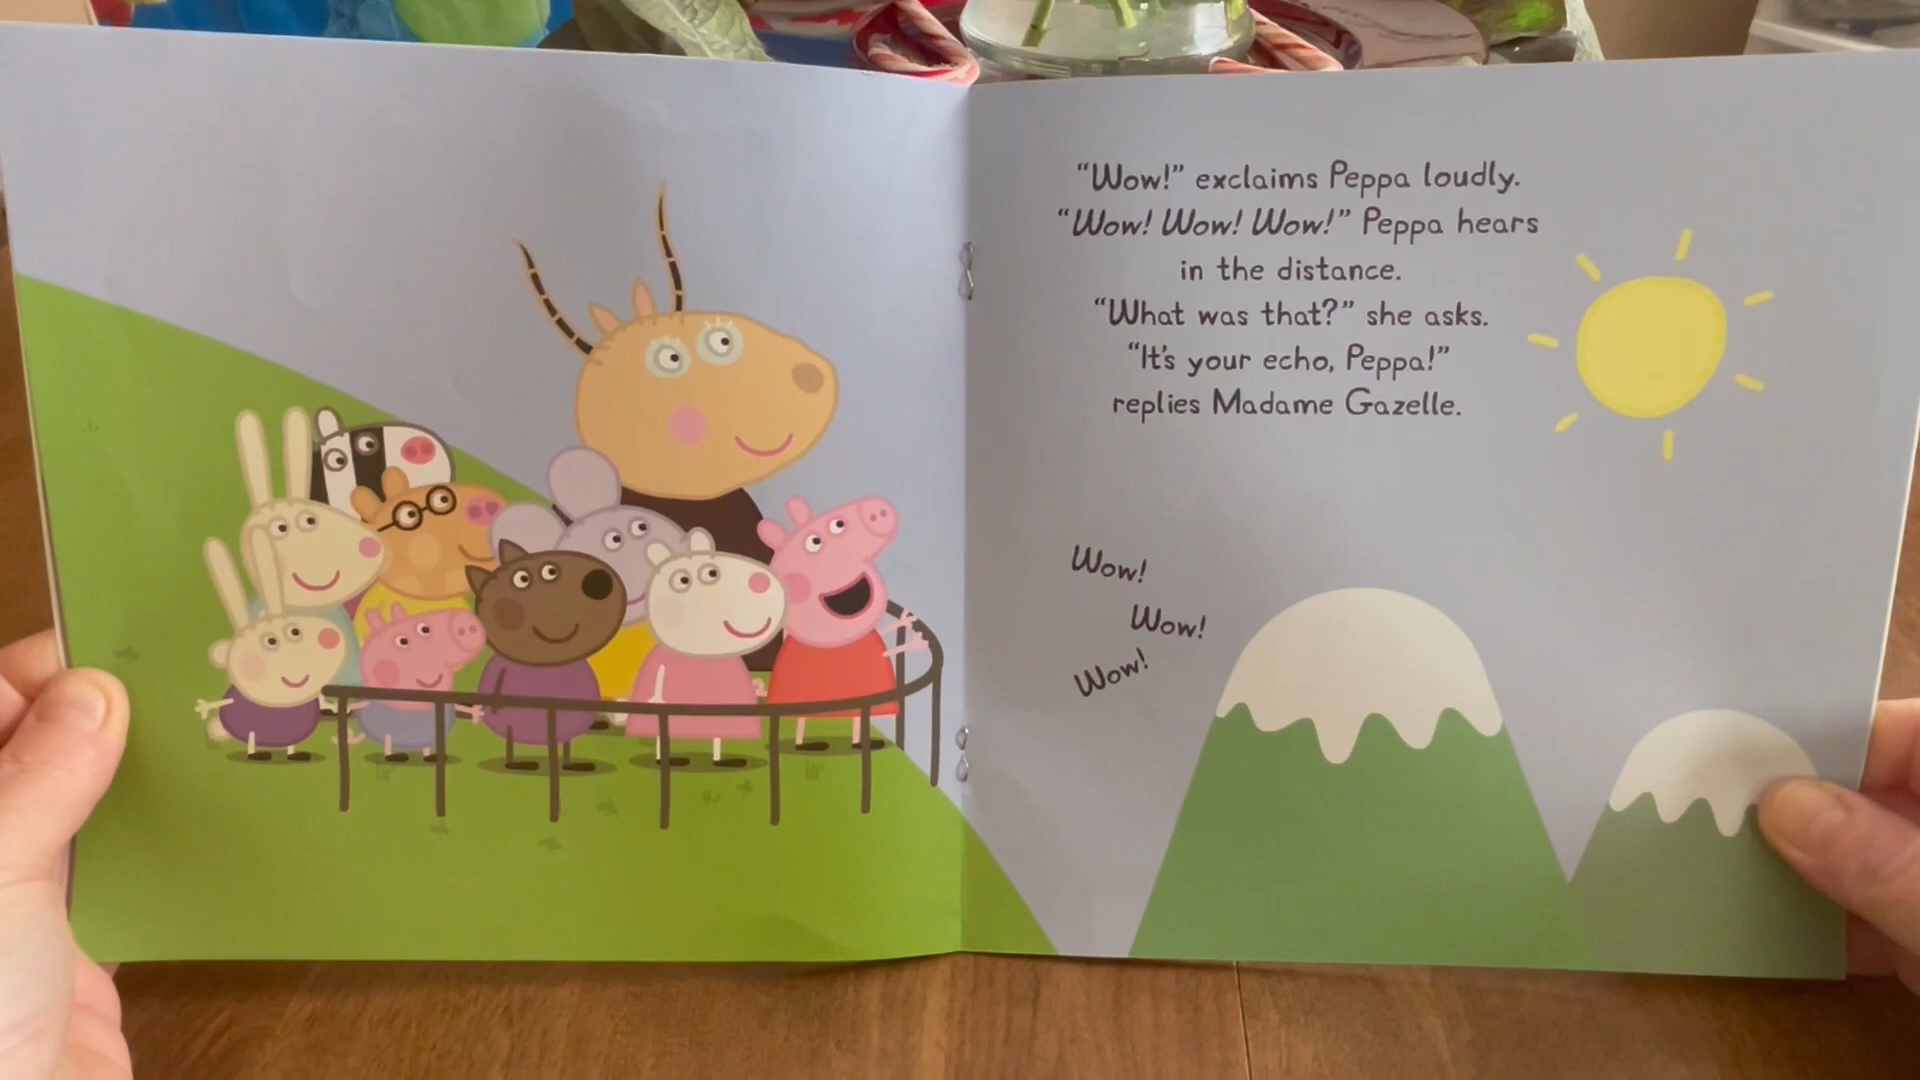 “Wow!” exclaims Peppa loudly.
“Wow! Wow! Wow!” Peppa hears
in the distance.
“What was that?” she asks.
“It’s your echo, Peppa!”
replies Madame Gazelle.
Wow!
Wow!
Wow!